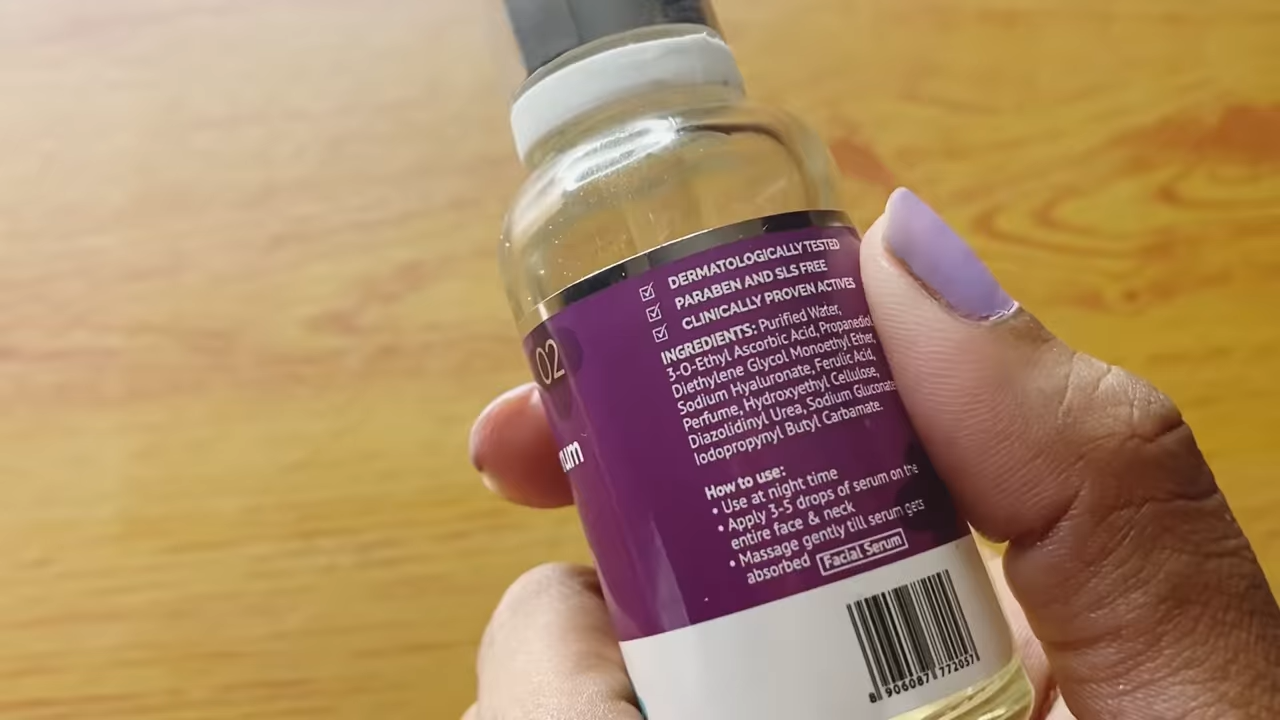 DERMATOLOGICALLY TESTED
PARABEN AND SLS FREE
CLINICALLY PROVEN ACTIVES
INGREDIENTS: Purified Water,
3-O-Ethyl Ascorbic Acid, Propanediol,
Diethylene Glycol Monoethyl Ether,
Sodium Hyaluronate, Ferulic Acid,
Perfume, Hydroxyethyl Cellulose,
Diazolidinyl Urea, Sodium Gluconate
Iodopropynyl Butyl Carbamate.
How to use:
• Use at night time
• Apply 3-5 drops of serum on the
entire face & neck
• Massage gently till serum gets
absorbed Facial Serum
02
8 906087 772057